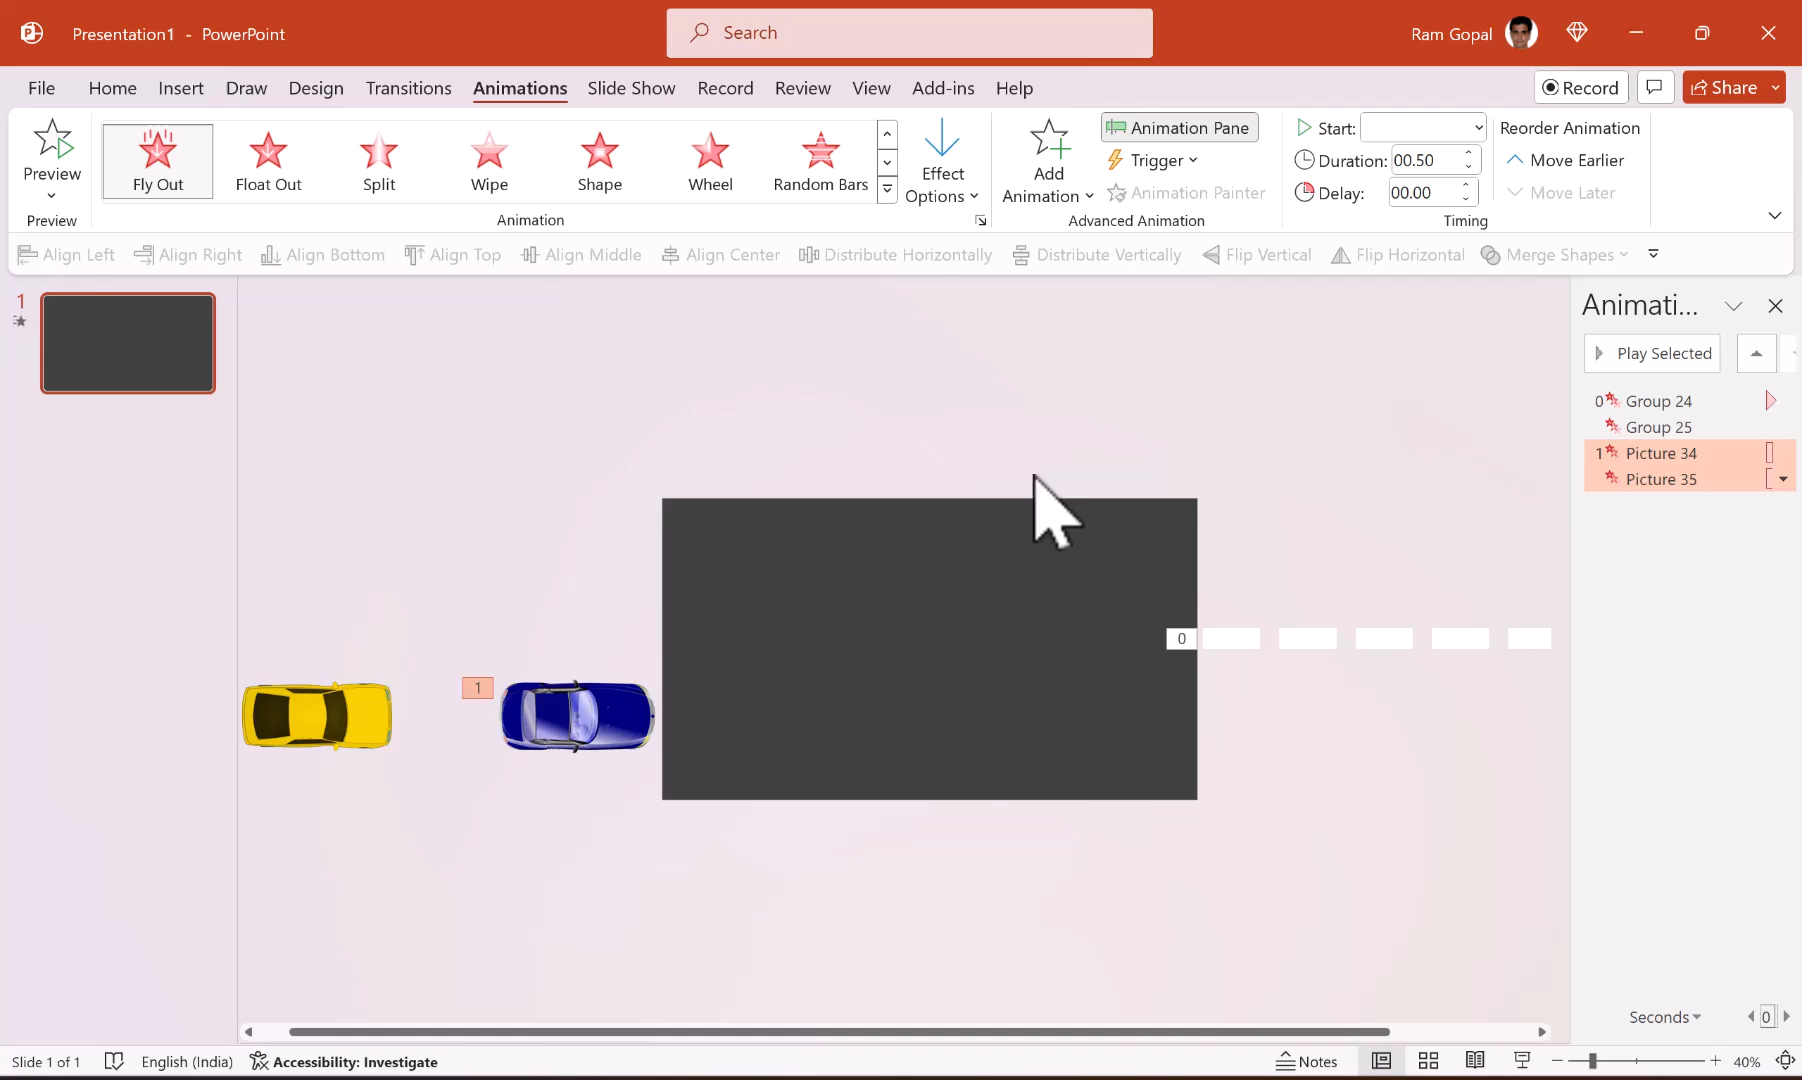 Presentation1 - PowerPoint
Search
Ram Gopal
File Home Insert Draw Design Transitions Animations Slide Show Record Review View Add-ins Help
Record
Share
Preview
Preview
Fly Out
Float Out
Split
Wipe
Shape
Wheel
Random Bars
Animation
Effect
Options
Add
Animation
Animation Pane
Trigger
Animation Painter
Advanced Animation
Start:
Duration: 00.50
Delay: 00.00
Timing
Reorder Animation
Move Earlier
Move Later
Align Left Align Right Align Bottom Align Top Align Middle Align Center Distribute Horizontally Distribute Vertically Flip Vertical Flip Horizontal Merge Shapes
1
Animati...
Play Selected
0 Group 24
Group 25
1 Picture 34
Picture 35
0
1
Seconds
0
Slide 1 of 1 English (India) Accessibility: Investigate Notes 40%